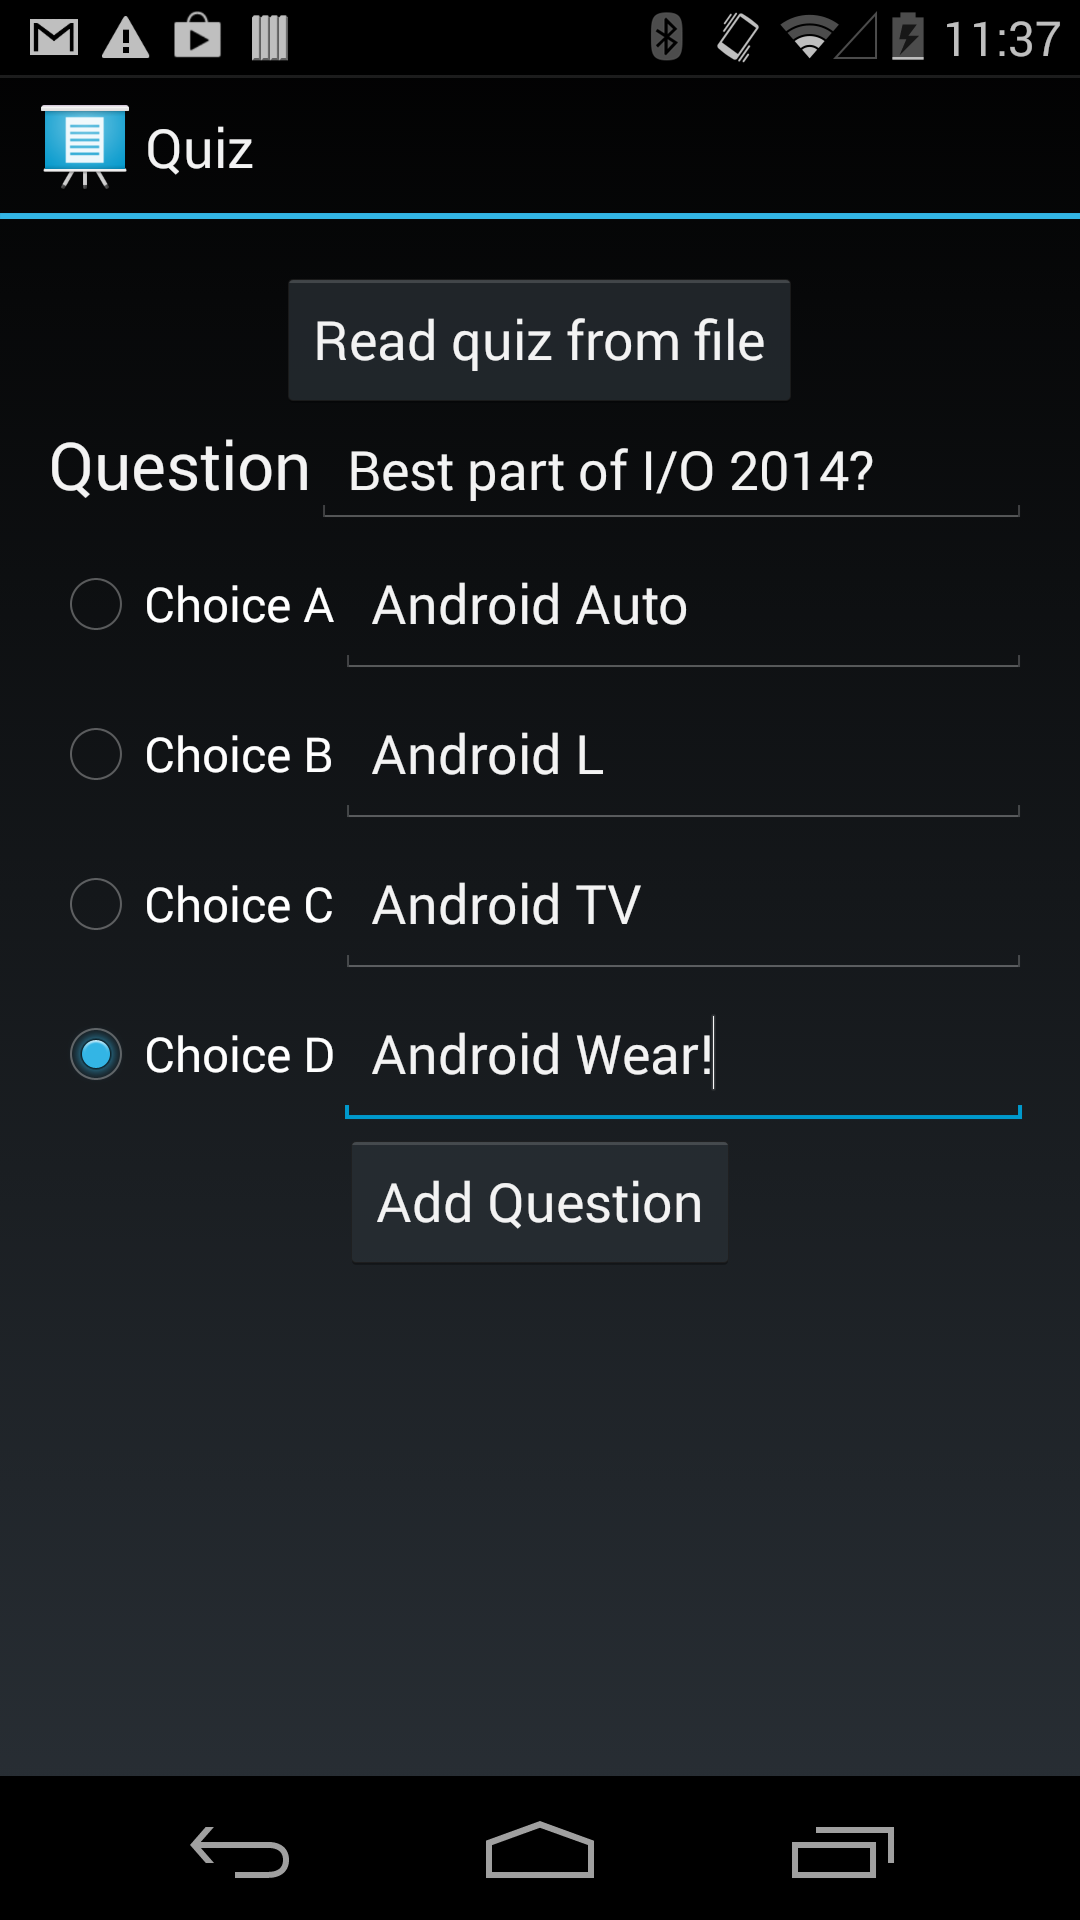 11:37
Quiz
Read quiz from file
Question Best part of I/O 2014?
Choice A Android Auto
Choice B Android L
Choice C Android TV
Choice D Android Wear!
Add Question